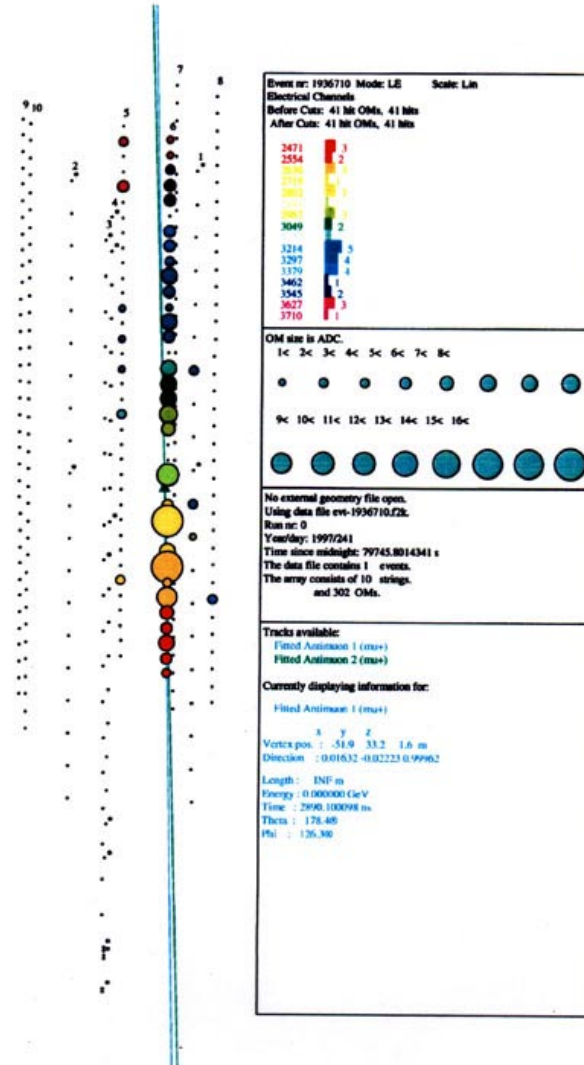 7
8
9 10
5
6
2
1
4
3
Event nr: 1936710 Mode: LE Scale: Lin
Electrical Channels
Before Cuts: 41 hit OMs, 41 hits
After Cuts: 41 hit OMs, 41 hits
2471 3
2554 2
3049 2
3214 5
3297 4
3379 4
3462 1
3545 2
3627 3
3710 1
OM size is ADC.
1< 2< 3< 4< 5< 6< 7< 8<
9< 10< 11< 12< 13< 14< 15< 16<
No external geometry file open.
Using data file evt-1936710.f2k.
Run nr: 0
Year/day: 1997/241
Time since midnight: 79745.8014341 s
The data file contains 1 events.
The array consists of 10 strings.
and 302 OMs.
Tracks available:
Fitted Antimuon 1 (mu+)
Fitted Antimuon 2 (mu+)
Currently displaying information for:
Fitted Antimuon 1 (mu+)
x y z
Vertex pos. : -51.9 33.2 1.6 m
Direction : 0.01632 -0.02223 0.99962
Length : INF m
Energy : 0.000000 GeV
Time : 2890.100098 ns
Theta : 178.4
Phi : 126.3